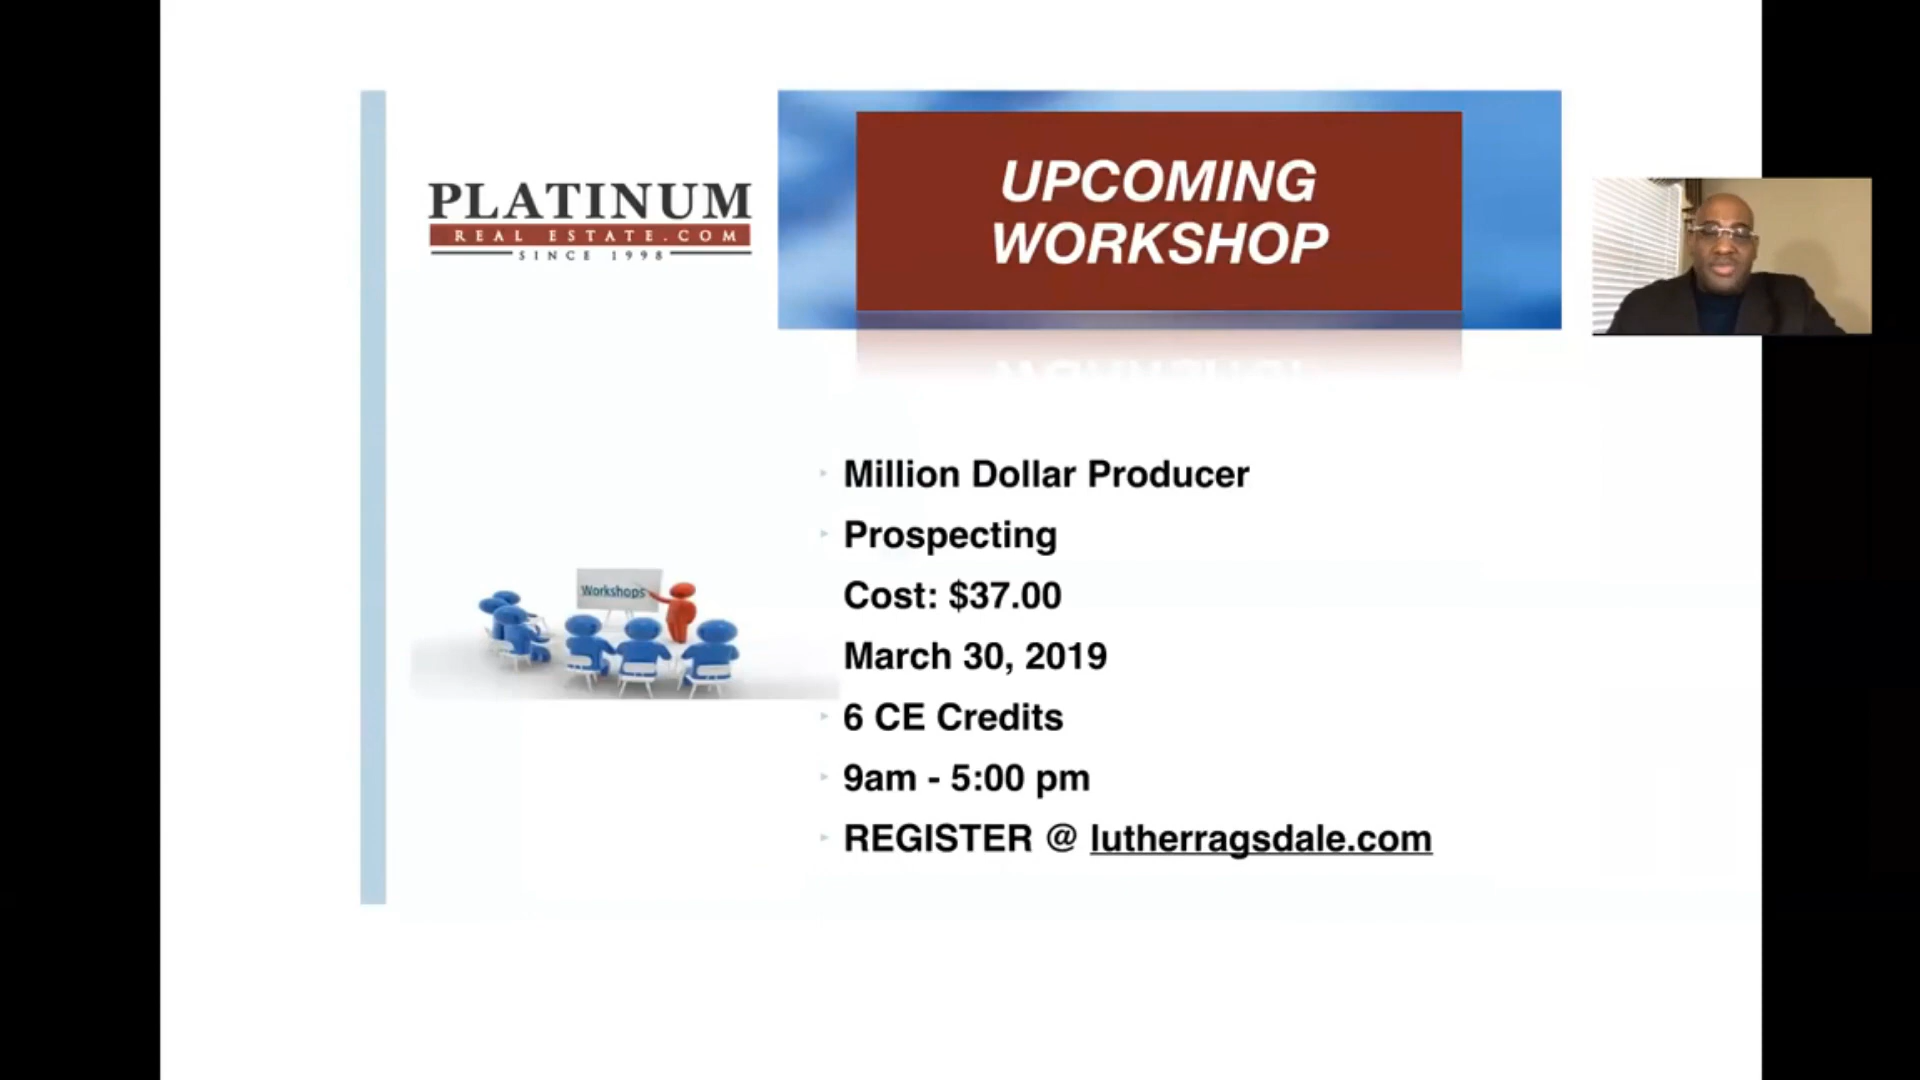 PLATINUM
REAL ESTATE.COM
SINCE 1998
UPCOMING
WORKSHOP
Workshops
Million Dollar Producer
Prospecting
Cost: $37.00
March 30, 2019
6 CE Credits
9am - 5:00 pm
REGISTER @ lutherragsdale.com